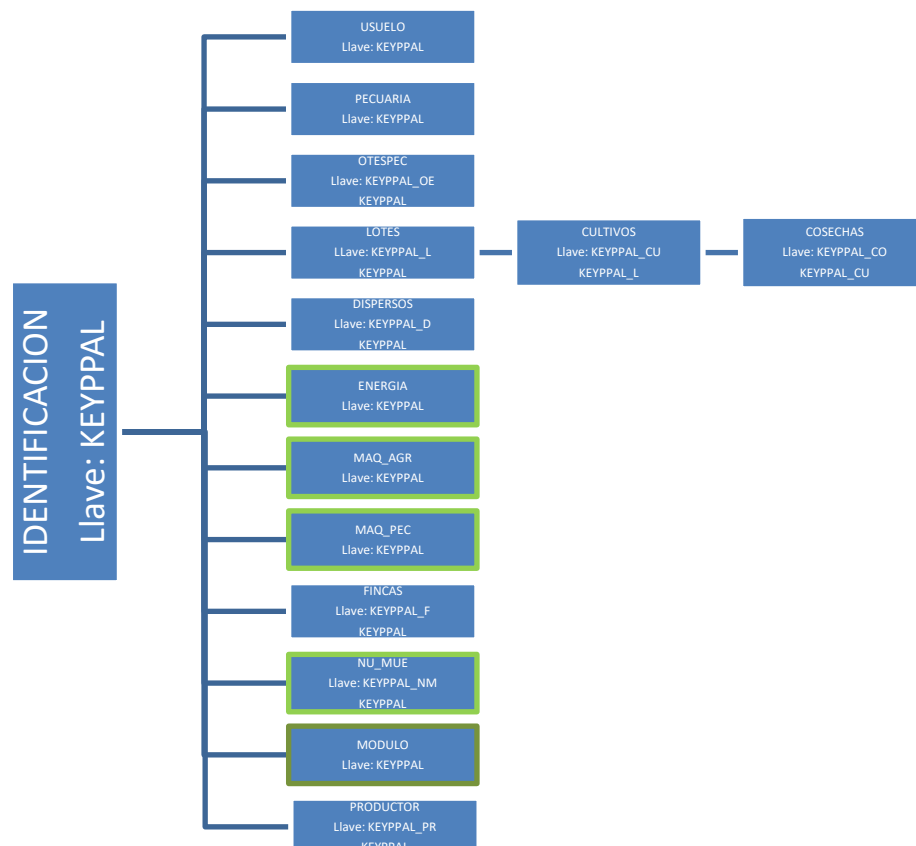 IDENTIFICACION
Llave: KEYPPAL
USUELO
Llave: KEYPPAL
PECUARIA
Llave: KEYPPAL
OTESPEC
Llave: KEYPPAL_OE
KEYPPAL
LOTES
LLave: KEYPPAL_L
KEYPPAL
CULTIVOS
Llave: KEYPPAL_CU
KEYPPAL_L
COSECHAS
Llave: KEYPPAL_CO
KEYPPAL_CU
DISPERSOS
Llave: KEYPPAL_D
KEYPPAL
ENERGIA
Llave: KEYPPAL
MAQ_AGR
Llave: KEYPPAL
MAQ_PEC
Llave: KEYPPAL
FINCAS
Llave: KEYPPAL_F
KEYPPAL
NU_MUE
Llave: KEYPPAL_NM
KEYPPAL
MODULO
Llave: KEYPPAL
PRODUCTOR
Llave: KEYPPAL_PR
KEYPPAL